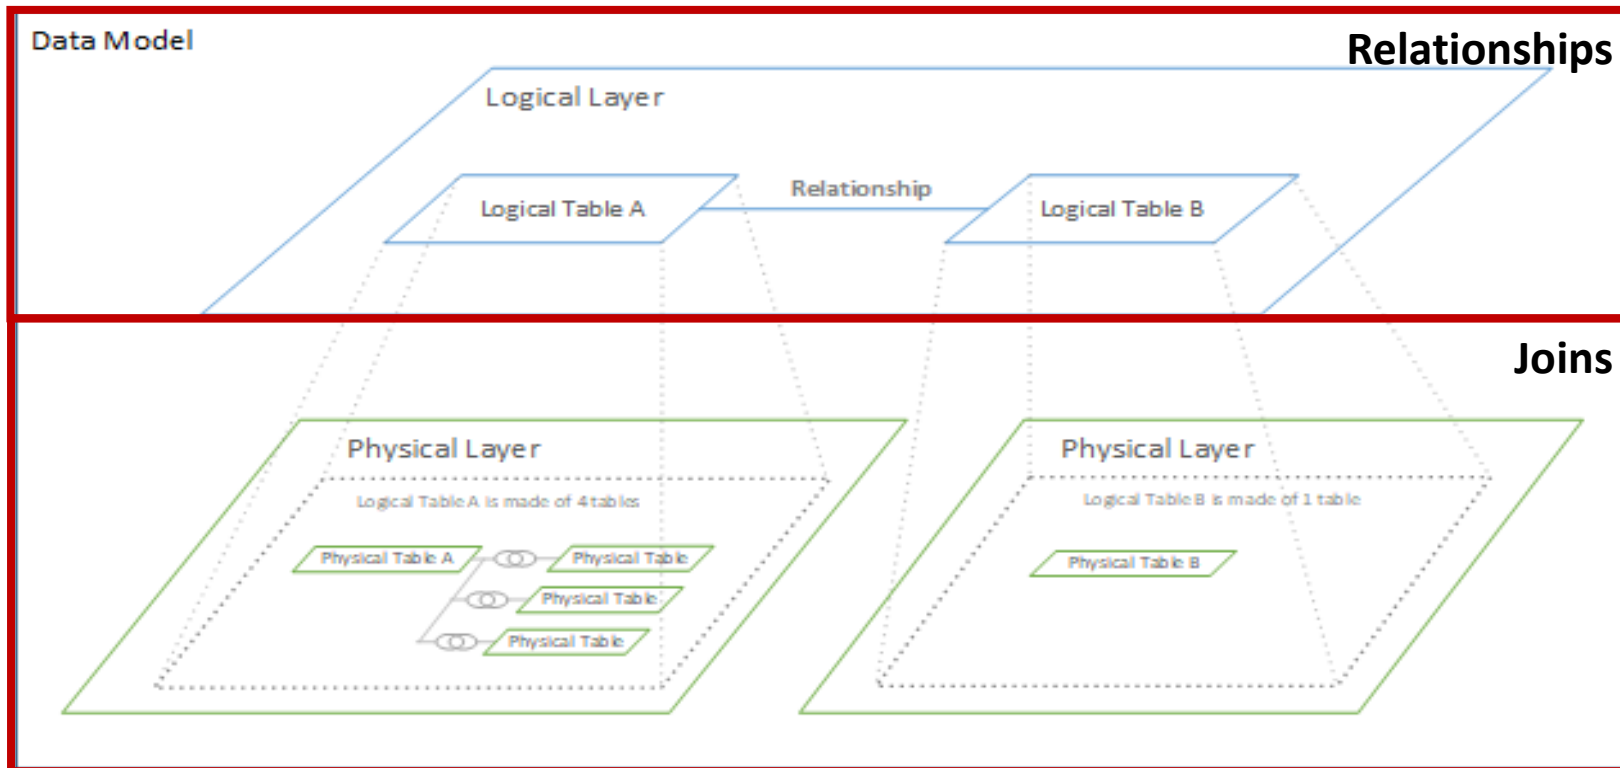 Data Model
Relationships
Logical Layer
Relationship
Logical Table A
Logical Table B
Joins
Physical Layer
Logical Table A is made of 4 tables
Physical Table A
Physical Table
Physical Table
Physical Table
Physical Layer
Logical Table B is made of 1 table
Physical Table B